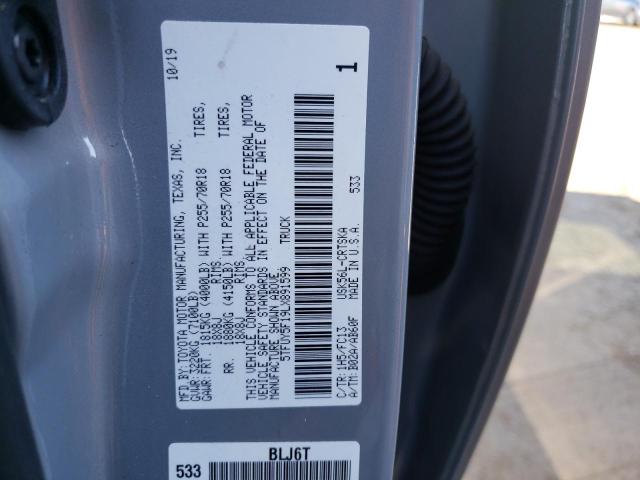 MFD.BY:TOYOTA MOTOR MANUFACTURING, TEXAS, INC. 10/19
GVWR:3220KG(7100LB)
GAWR:FRT. 1815KG (4000LB) WITH P255/70R18 TIRES,
18X8J RIMS.
RR. 1880KG (4150LB) WITH P255/70R18 TIRES,
18X8J RIMS.
THIS VEHICLE CONFORMS TO ALL APPLICABLE FEDERAL MOTOR
VEHICLE SAFETY STANDARDS IN EFFECT ON THE DATE OF
MANUFACTURE SHOWN ABOVE.
5TFUY5F19LX891599 TRUCK
1
C/TR:1H5/FC13 USK56L-CRTSKA 533
A/TM:B02A/AB60F MADE IN U.S.A.
533 BLJ6T